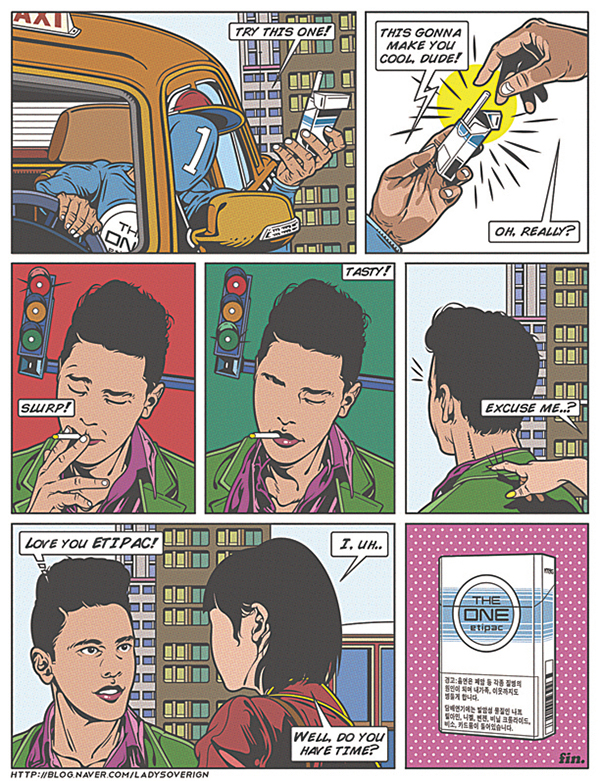 AXI
TRY THIS ONE!
1
THE
ONE
etipac
THIS GONNA
MAKE YOU
COOL, DUDE!
OH, REALLY?
SLURP!
TASTY!
EXCUSE ME..?
LOVE YOU ETIPAC!
I, UH..
WELL, DO YOU
HAVE TIME?
THE
ONE
etipac
경고:흡연은 폐암 등 각종 질병의
원인이 되며 내가족, 이웃까지도
병들게 합니다.
담배연기에는 발암성 물질인 나프
틸아민, 니켈, 벤젠, 비닐 크롤라이드,
비소, 카드뮴이 들어있습니다.
fin.
HTTP://BLOG.NAVER.COM/LADYSOVERIGN